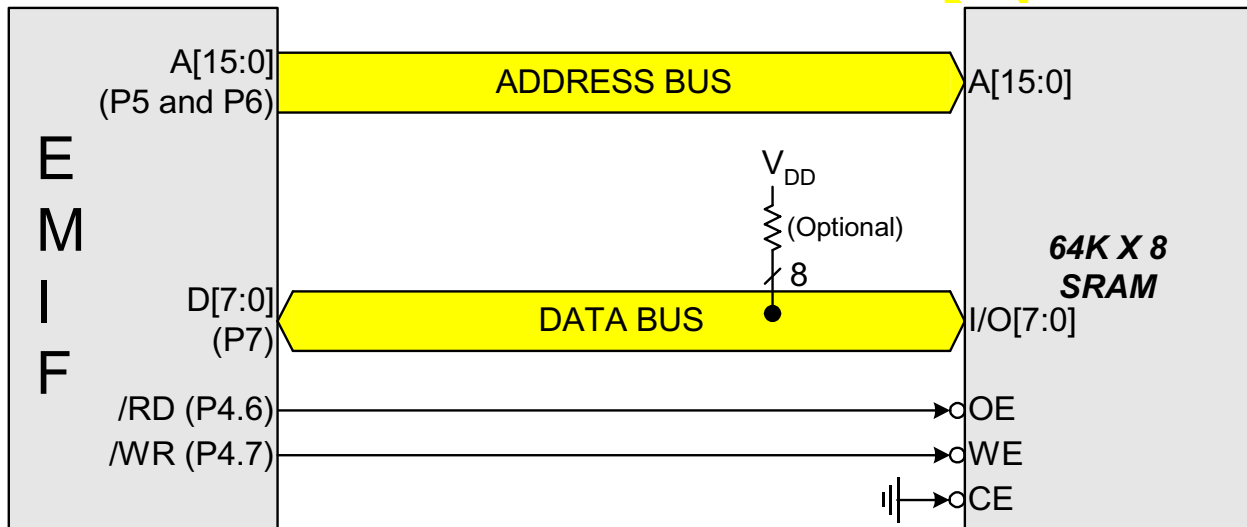 A[15:0]
(P5 and P6)
ADDRESS BUS
A[15:0]
E
M
I
F
VDD
(Optional)
8
64K X 8
SRAM
D[7:0]
(P7)
DATA BUS
I/O[7:0]
/RD (P4.6)
OE
/WR (P4.7)
WE
CE